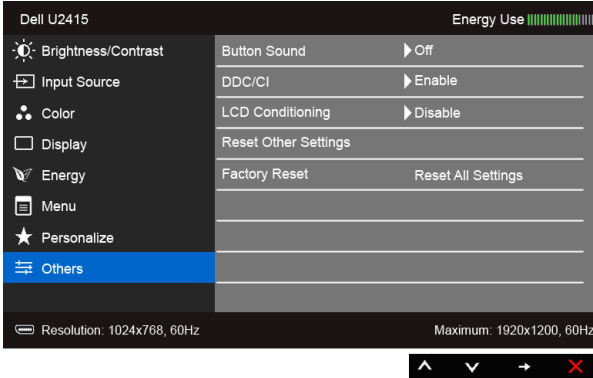 Dell U2415
Energy Use
Brightness/Contrast
Button Sound
Off
Input Source
DDC/CI
Enable
Color
LCD Conditioning
Disable
Display
Reset Other Settings
Energy
Factory Reset
Reset All Settings
Menu
Personalize
Others
Resolution: 1024x768, 60Hz
Maximum: 1920x1200, 60Hz